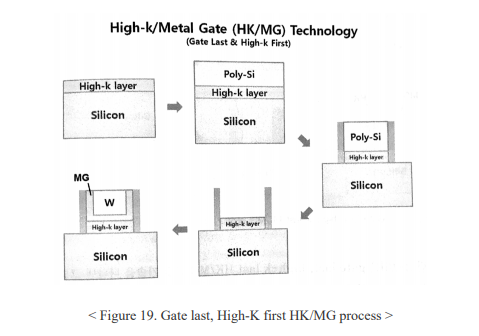 High-k/Metal Gate (HK/MG) Technology
(Gate Last & High-k First)
High-k layer
Silicon
Poly-Si
High-k layer
Silicon
Poly-Si
High-k layer
Silicon
High-k layer
Silicon
MG
W
High-k layer
Silicon
< Figure 19. Gate last, High-K first HK/MG process >